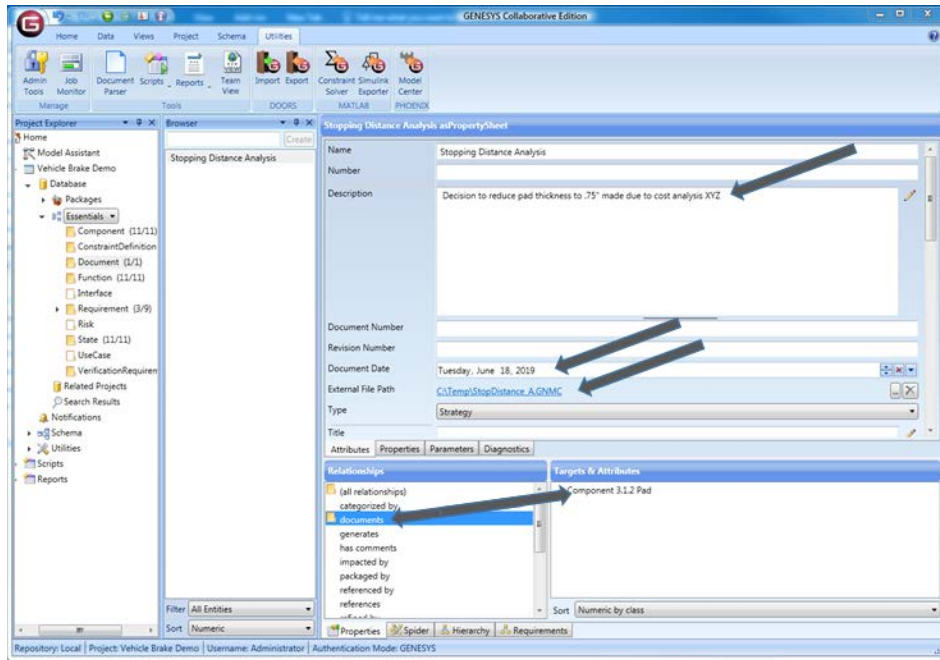 GENESYS Collaborative Edition
Home Data Views Project Schema Utilities
Admin Tools
Job Monitor
Document Parser
Scripts
Reports
Team View
Import Export
Constraint Solver
Simulink Exporter
Model Center
Manage Tools DOORS MATLAB PHOENIX
Project Explorer
Home
Model Assistant
Vehicle Brake Demo
Database
Packages
Essentials
Component (11/11)
ConstraintDefinition
Document (1/1)
Function (11/11)
Interface
Requirement (3/9)
Risk
State (11/11)
UseCase
VerificationRequiren
Related Projects
Search Results
Notifications
Schema
Utilities
Scripts
Reports
Browser
Create
Stopping Distance Analysis
Filter All Entities
Sort Numeric
Stopping Distance Analysis asPropertySheet
Name Stopping Distance Analysis
Number
Description Decision to reduce pad thickness to .75" made due to cost analysis XYZ
Document Number
Revision Number
Document Date Tuesday, June 18, 2019
External File Path C:\Temp\StopDistance_A.GNMC
Type Strategy
Title
Attributes Properties Parameters Diagnostics
Relationships
(all relationships)
categorized by
documents
generates
has comments
impacted by
packaged by
referenced by
references
Targets & Attributes
Component 3.1.2 Pad
Sort Numeric by class
Properties Spider Hierarchy Requirements
Repository: Local Project: Vehicle Brake Demo Username: Administrator Authentication Mode: GENESYS